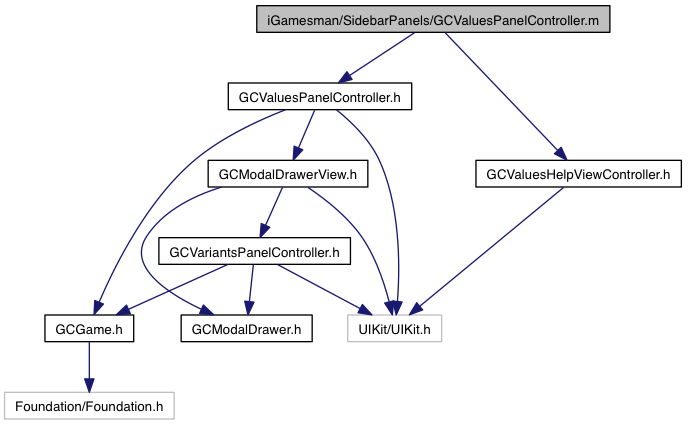 iGamesman/SidebarPanels/GCValuesPanelController.m
GCValuesPanelController.h
GCModalDrawerView.h
GCValuesHelpViewController.h
GCVariantsPanelController.h
GCGame.h
GCModalDrawer.h
UIKit/UIKit.h
Foundation/Foundation.h